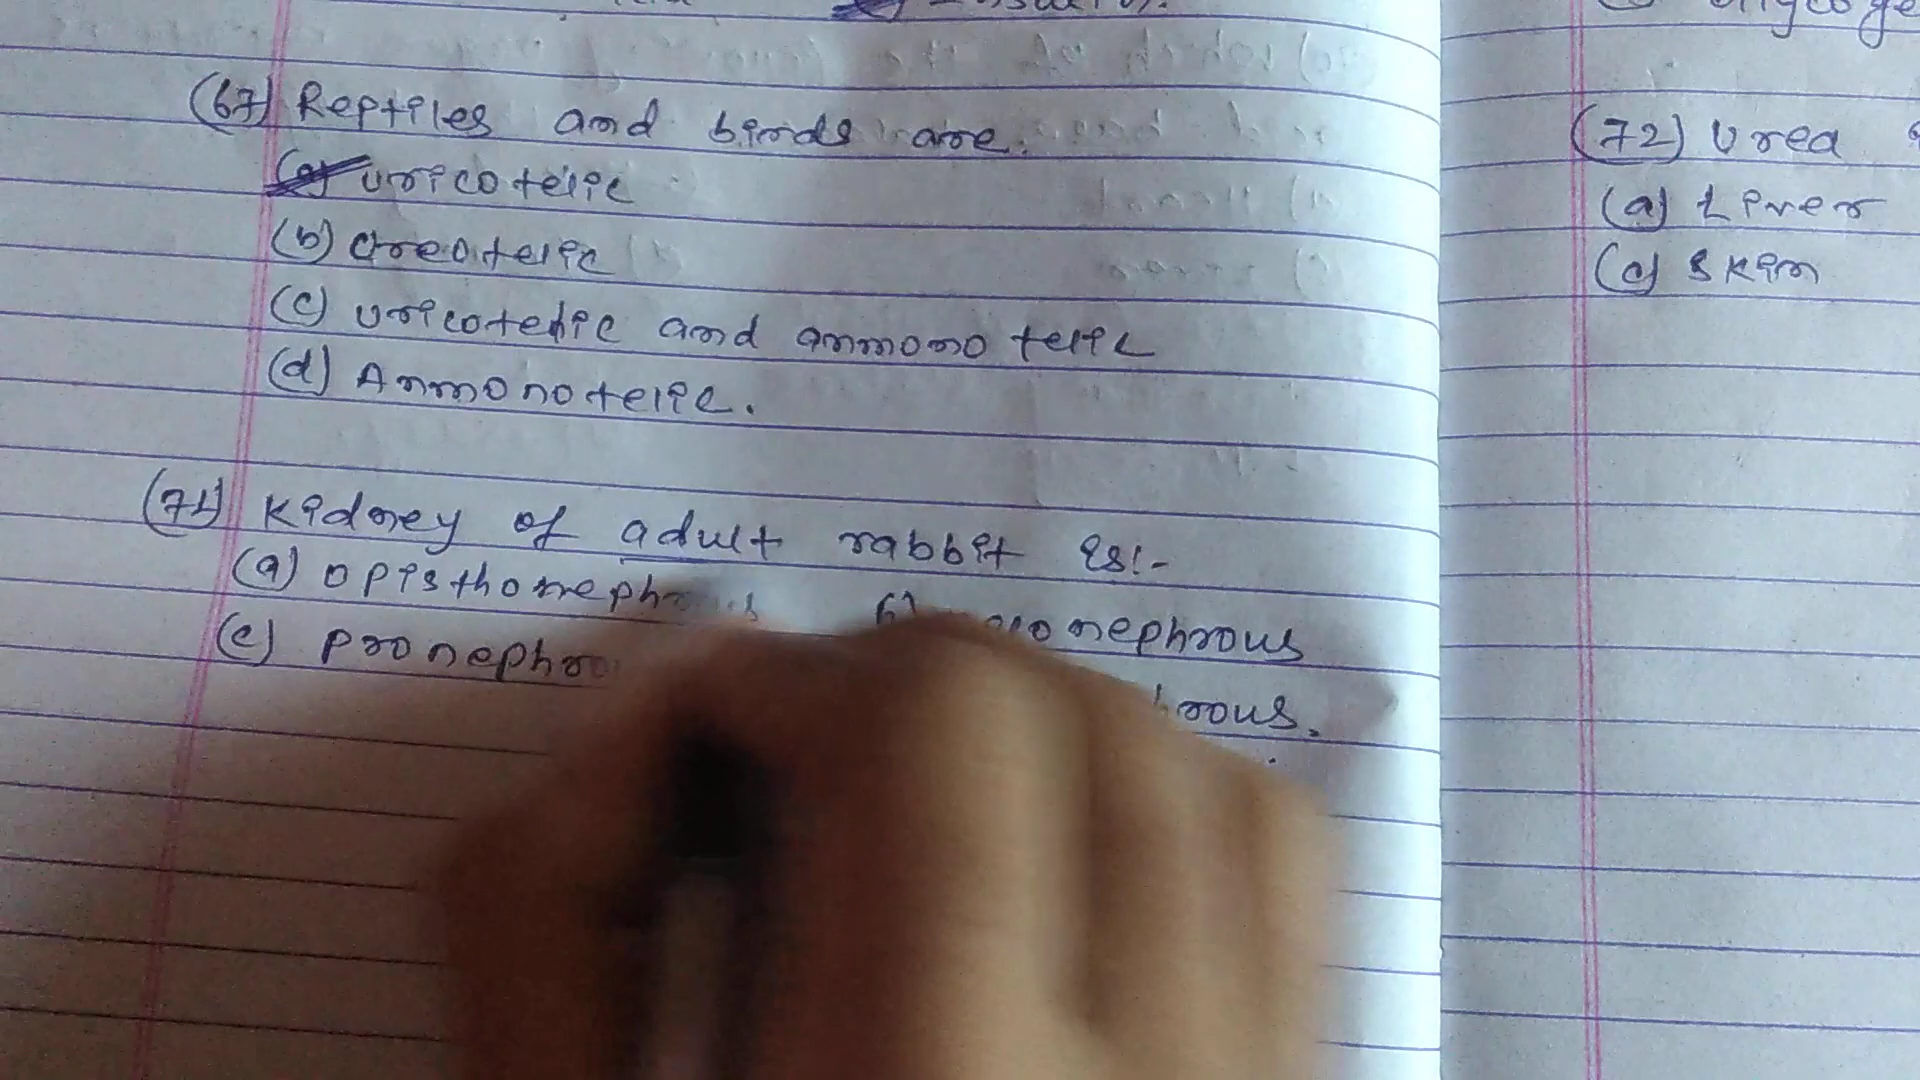 (67) Reptiles and birds are.
(a) uricotelic
(b) Ureotelic
(c) uricotelic and ammonotelic
(d) Ammonotelic.
(71) Kidney of adult rabbit is:-
(a) opisthonephrous (b) nephrous
(c) pronephro
rous.
(72) Urea
(a) Liver
(c) Skin